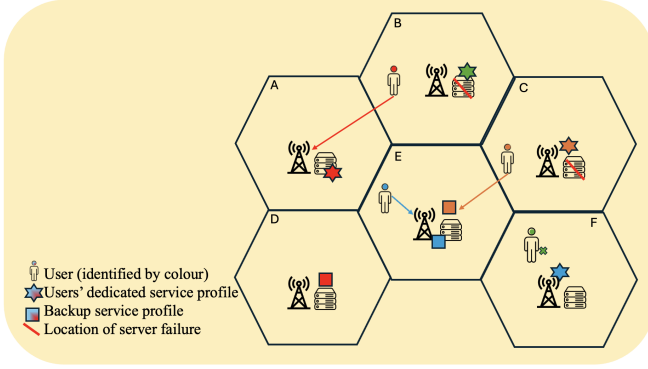 B
A
C
E
D
F
User (identified by colour)
Users' dedicated service profile
Backup service profile
Location of server failure